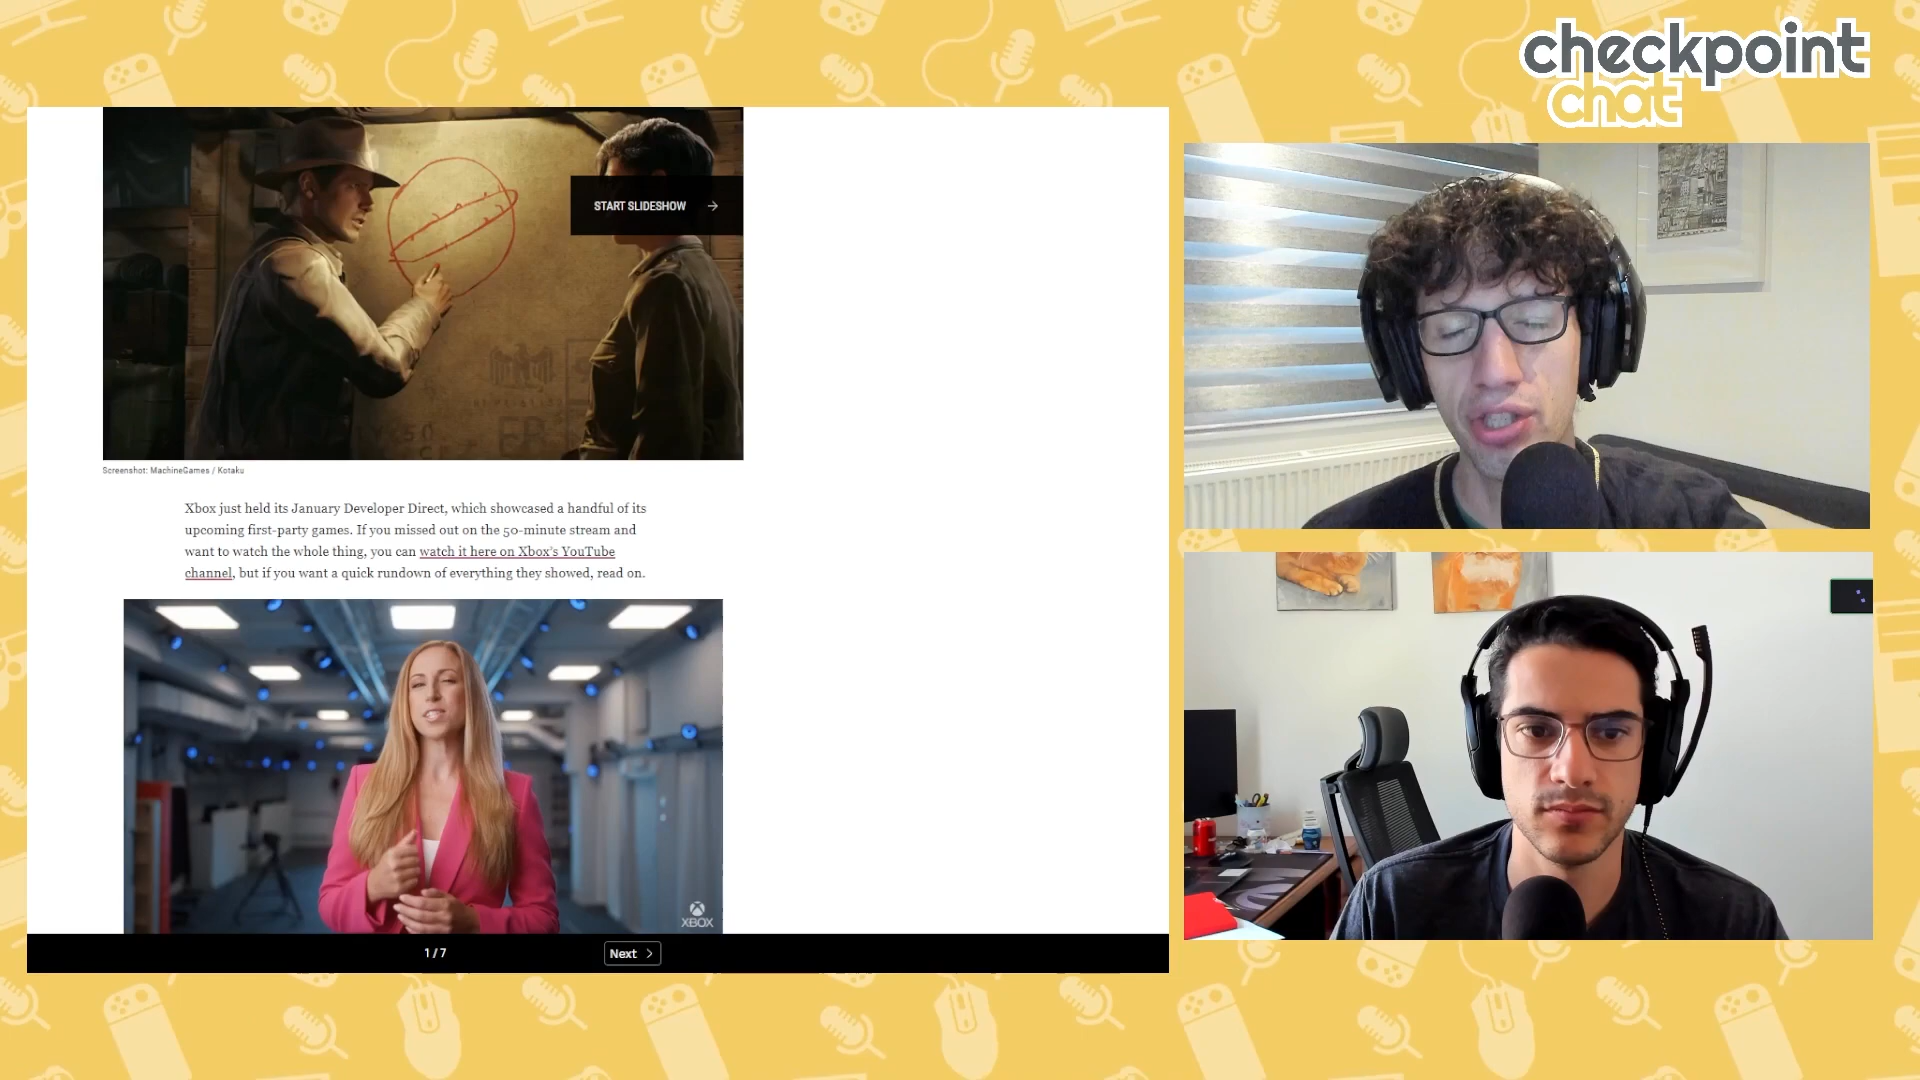 checkpoint
chat
START SLIDESHOW
Screenshot: MachineGames / Kotaku
Xbox just held its January Developer Direct, which showcased a handful of its
upcoming first-party games. If you missed out on the 50-minute stream and
want to watch the whole thing, you can watch it here on Xbox's YouTube
channel, but if you want a quick rundown of everything they showed, read on.
XBOX
1 / 7
Next